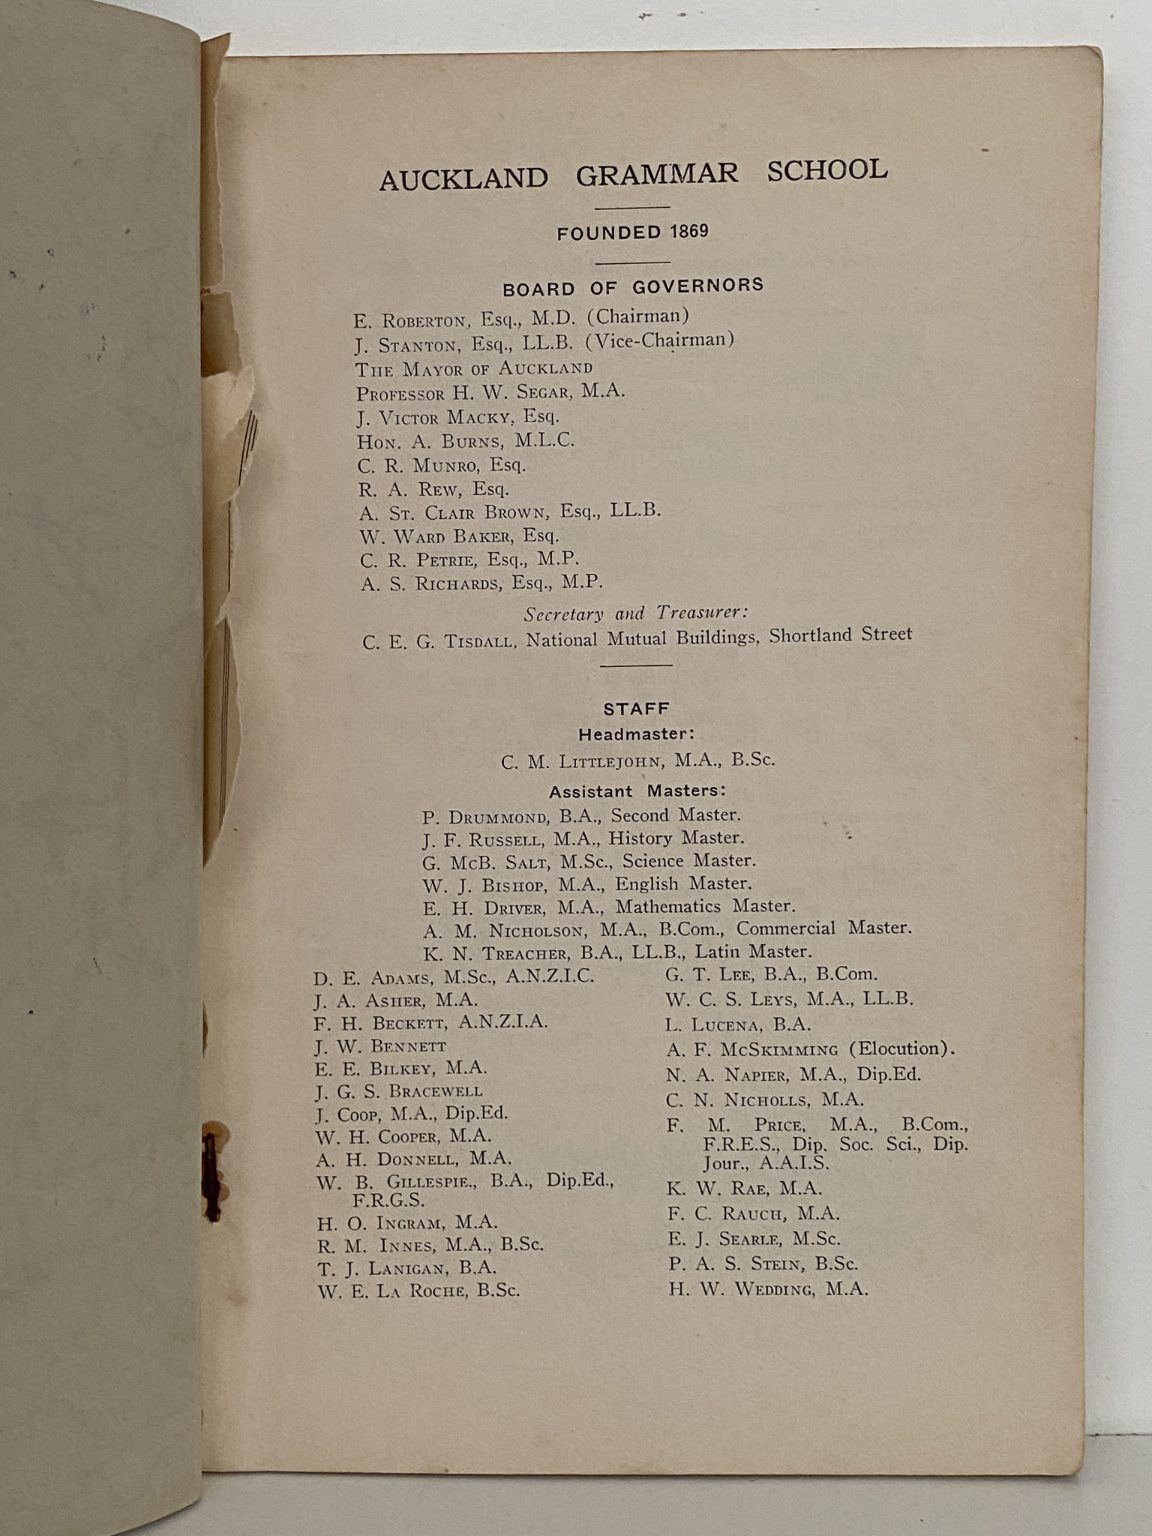 AUCKLAND GRAMMAR SCHOOL
FOUNDED 1869
BOARD OF GOVERNORS
E. ROBERTON, Esq., M.D. (Chairman)
J. STANTON, Esq., LL.B. (Vice-Chairman)
THE MAYOR OF AUCKLAND
PROFESSOR H. W. SEGAR, M.A.
J. VICTOR MACKY, Esq.
HON. A. BURNS, M.L.C.
C. R. MUNRO, Esq.
R. A. REW, Esq.
A. ST. CLAIR BROWN, Esq., LL.B.
W. WARD BAKER, Esq.
C. R. PETRIE, Esq., M.P.
A. S. RICHARDS, Esq., M.P.
Secretary and Treasurer:
C. E. G. TISDALL, National Mutual Buildings, Shortland Street
STAFF
Headmaster:
C. M. LITTLEJOHN, M.A., B.Sc.
Assistant Masters:
P. DRUMMOND, B.A., Second Master.
J. F. RUSSELL, M.A., History Master.
G. McB. SALT, M.Sc., Science Master.
W. J. BISHOP, M.A., English Master.
E. H. DRIVER, M.A., Mathematics Master.
A. M. NICHOLSON, M.A., B.Com., Commercial Master.
K. N. TREACHER, B.A., LL.B., Latin Master.
D. E. ADAMS, M.Sc., A.N.Z.I.C.
J. A. ASHER, M.A.
F. H. BECKETT, A.N.Z.I.A.
J. W. BENNETT
E. E. BILKEY, M.A.
J. G. S. BRACEWELL
J. COOP, M.A., Dip.Ed.
W. H. COOPER, M.A.
A. H. DONNELL, M.A.
W. B. GILLESPIE., B.A., Dip.Ed.,
F.R.G.S.
H. O. INGRAM, M.A.
R. M. INNES, M.A., B.Sc.
T. J. LANIGAN, B.A.
W. E. LA ROCHE, B.Sc.
G. T. LEE, B.A., B.Com.
W. C. S. LEYS, M.A., LL.B.
L. LUCENA, B.A.
A. F. McSKIMMING (Elocution).
N. A. NAPIER, M.A., Dip.Ed.
C. N. NICHOLLS, M.A.
F. M. PRICE, M.A., B.Com.,
F.R.E.S., Dip. Soc. Sci., Dip.
Jour., A.A.I.S.
K. W. RAE, M.A.
F. C. RAUCH, M.A.
E. J. SEARLE, M.Sc.
P. A. S. STEIN, B.Sc.
H. W. WEDDING, M.A.